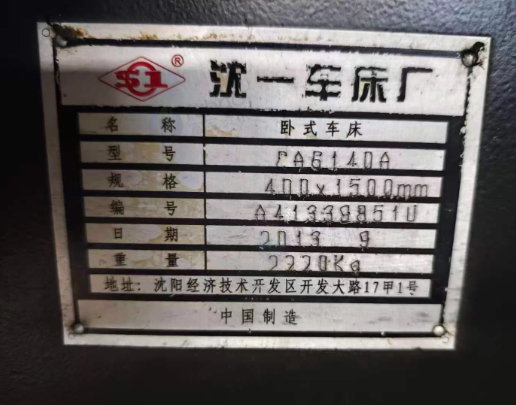 S1 ® 沈一车床厂
名 称 卧式车床
型 号 CA6140A
规 格 400x1500mm
编 号
日 期 2013 9
重 量 2220Kg
地址: 沈阳经济技术开发区开发大路17甲1号
中国制造